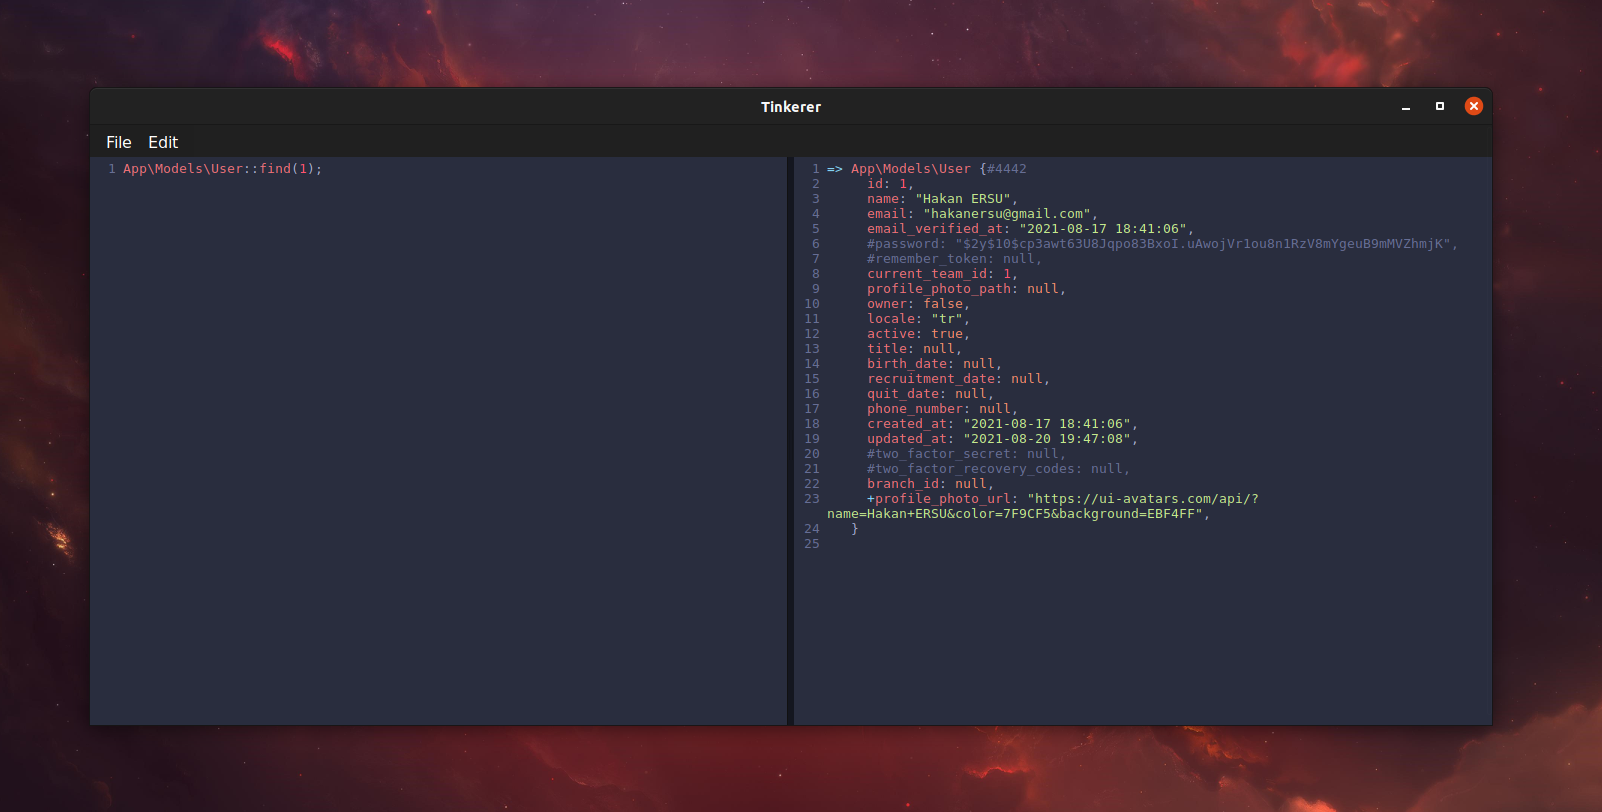 Tinkerer
File Edit
1 App\Models\User::find(1);
1 => App\Models\User {#4442
2 id: 1,
3 name: "Hakan ERSU",
4 email: "hakanersu@gmail.com",
5 email_verified_at: "2021-08-17 18:41:06",
6 #password: "$2y$10$cp3awt63U8Jqpo83BxoI.uAwojVr1ou8n1RzV8mYgeuB9mMVZhmjK",
7 #remember_token: null,
8 current_team_id: 1,
9 profile_photo_path: null,
10 owner: false,
11 locale: "tr",
12 active: true,
13 title: null,
14 birth_date: null,
15 recruitment_date: null,
16 quit_date: null,
17 phone_number: null,
18 created_at: "2021-08-17 18:41:06",
19 updated_at: "2021-08-20 19:47:08",
20 #two_factor_secret: null,
21 #two_factor_recovery_codes: null,
22 branch_id: null,
23 +profile_photo_url: "https://ui-avatars.com/api/?
name=Hakan+ERSU&color=7F9CF5&background=EBF4FF",
24 }
25